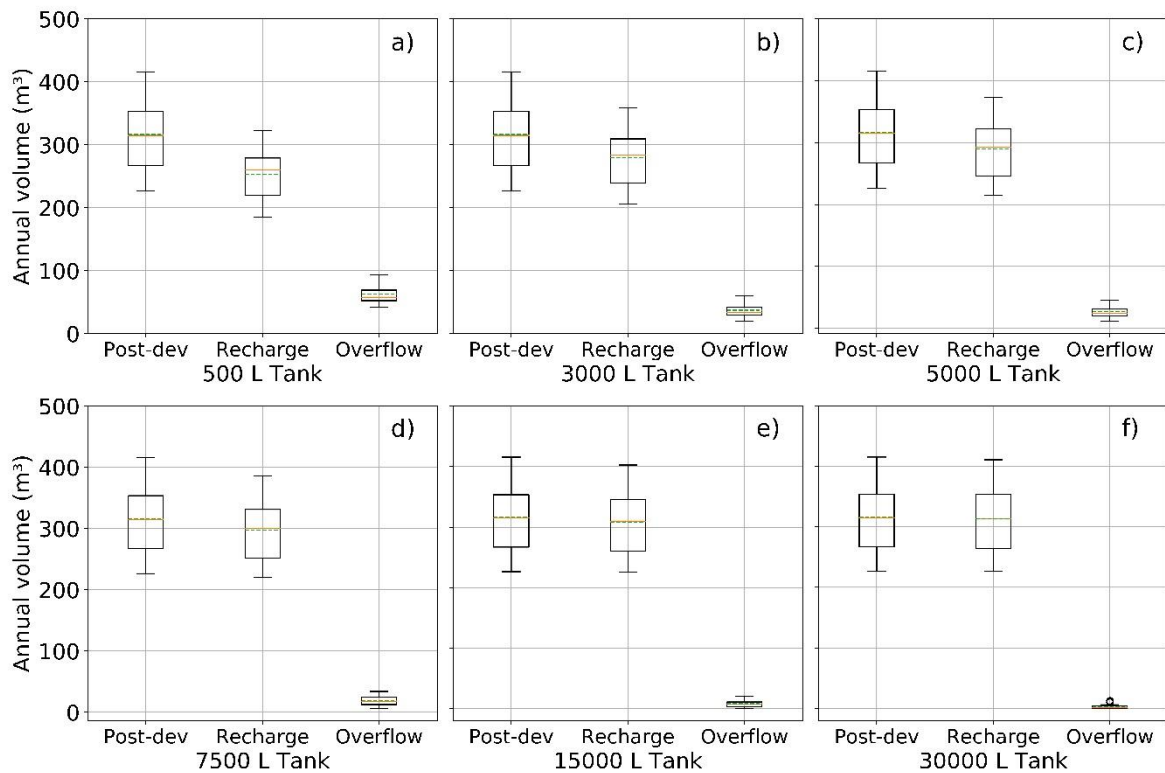 Annual volume (m³)
500
400
300
200
100
0
a)
b)
c)
Post-dev Recharge Overflow
500 L Tank
Post-dev Recharge Overflow
3000 L Tank
Post-dev Recharge Overflow
5000 L Tank
Annual volume (m³)
500
400
300
200
100
0
d)
e)
f)
Post-dev Recharge Overflow
7500 L Tank
Post-dev Recharge Overflow
15000 L Tank
Post-dev Recharge Overflow
30000 L Tank